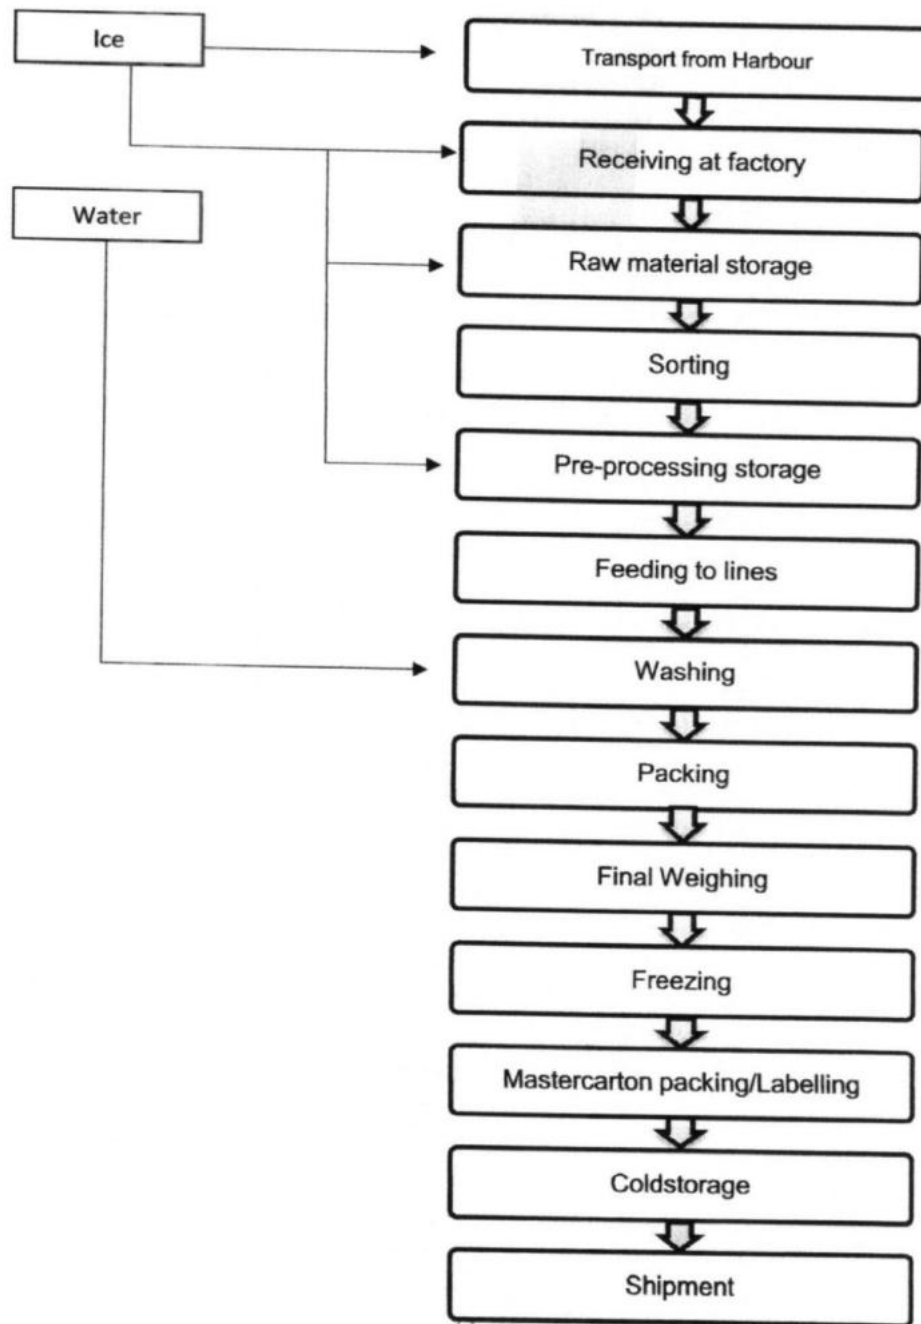 Ice
Transport from Harbour
Receiving at factory
Water
Raw material storage
Sorting
Pre-processing storage
Feeding to lines
Washing
Packing
Final Weighing
Freezing
Mastercarton packing/Labelling
Coldstorage
Shipment